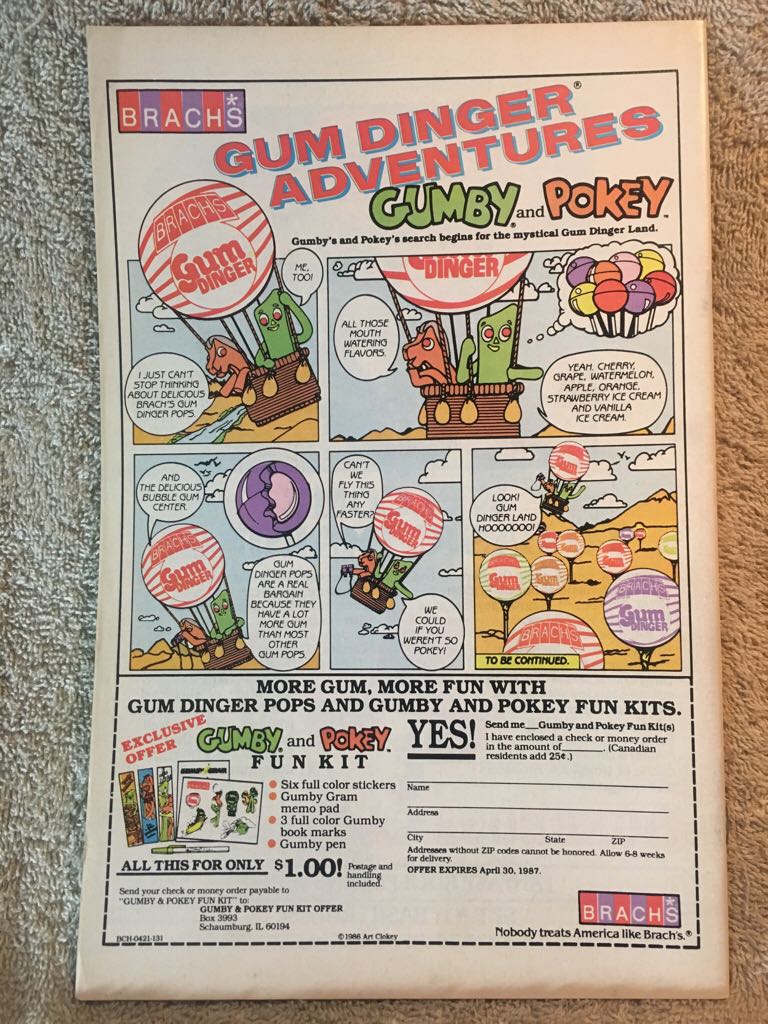 BRACH'S
GUM DINGER®
ADVENTURES
GUMBY® and POKEY™
Gumby's and Pokey's search begins for the mystical Gum Dinger Land.
BRACH'S
Gum
DINGER
ME,
TOO!
I JUST CAN'T
STOP THINKING
ABOUT DELICIOUS
BRACH'S GUM
DINGER POPS.
DINGER
ALL THOSE
MOUTH
WATERING
FLAVORS.
YEAH, CHERRY,
GRAPE, WATERMELON,
APPLE, ORANGE,
STRAWBERRY ICE CREAM
AND VANILLA
ICE CREAM.
AND
THE DELICIOUS
BUBBLE GUM
CENTER.
BRACH'S
Gum
DINGER
GUM
DINGER POPS
ARE A REAL
BARGAIN
BECAUSE THEY
HAVE A LOT
MORE GUM
THAN MOST
OTHER
GUM POPS.
CAN'T
WE
FLY THIS
THING
ANY
FASTER?
BRACH'S
Gum
DINGER
WE
COULD
IF YOU
WEREN'T SO
POKEY!
LOOK!
GUM
DINGER LAND
HOOOOOOO!
Gum
DINGER
BRACH'S
Gum
DINGER
BRACH'S
TO BE CONTINUED.
MORE GUM, MORE FUN WITH
GUM DINGER POPS AND GUMBY AND POKEY FUN KITS.
EXCLUSIVE
OFFER
GUMBY® and POKEY™
FUN KIT
Six full color stickers
Gumby Gram
memo pad
3 full color Gumby
book marks
Gumby pen
ALL THIS FOR ONLY $1.00! Postage and
handling
included.
Send your check or money order payable to
"GUMBY & POKEY FUN KIT" to:
GUMBY & POKEY FUN KIT OFFER
Box 3993
Schaumburg, IL 60194
BCH-0421-131
©1986 Art Clokey
YES!
Send me__Gumby and Pokey Fun Kit(s)
I have enclosed a check or money order
in the amount of______. (Canadian
residents add 25¢.)
Name
Address
City State ZIP
Addresses without ZIP codes cannot be honored. Allow 6-8 weeks
for delivery.
OFFER EXPIRES April 30, 1987.
BRACH'S
Nobody treats America like Brach's.®